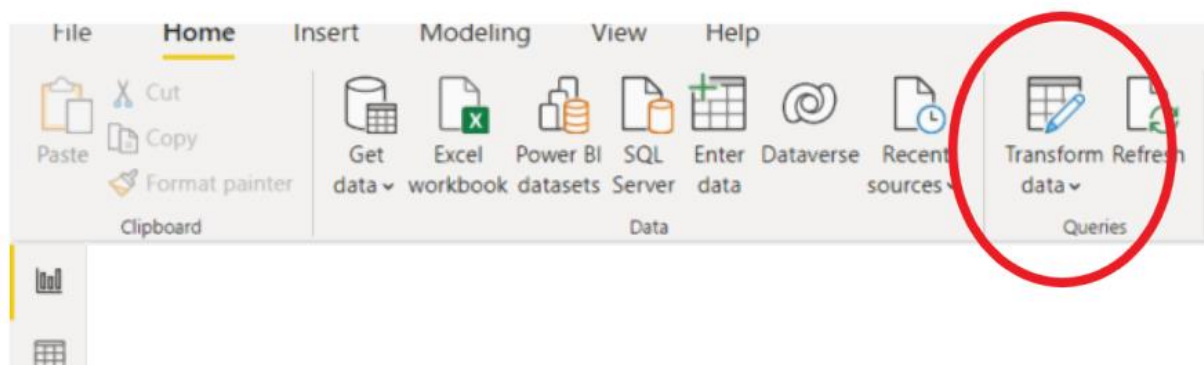 File Home Insert Modeling View Help
Cut
Copy
Format painter
Paste
Clipboard
Get data
Excel workbook
Power BI datasets
SQL Server
Enter data
Dataverse
Recent sources
Data
Transform data
Refresh
Queries